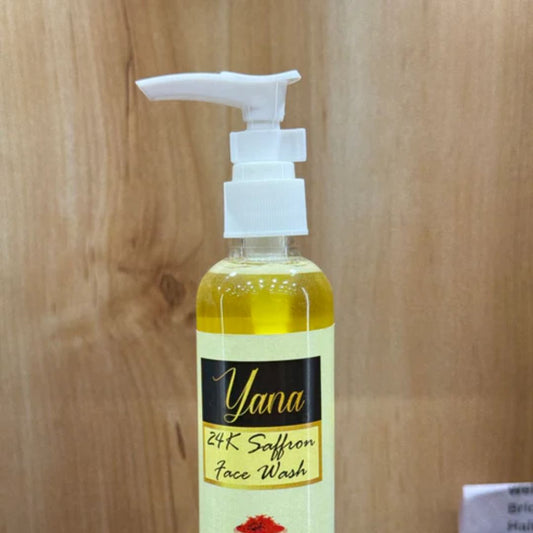 Yana
24K Saffron
Face Wash